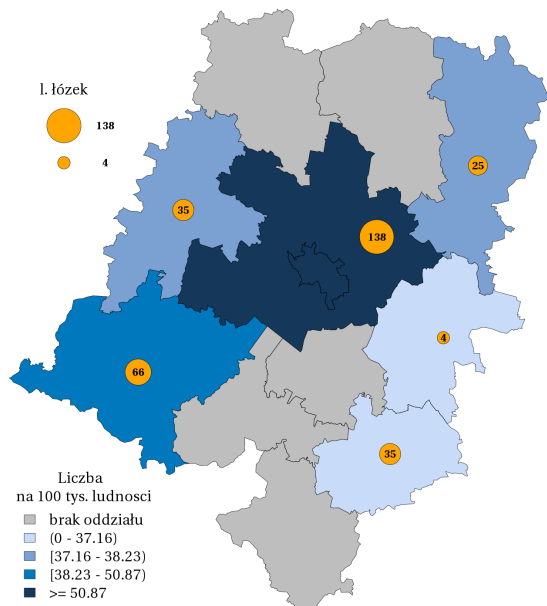 l. łózek
138
4
25
35
138
4
66
35
Liczba
na 100 tys. ludnosci
brak oddziału
(0 - 37.16)
[37.16 - 38.23)
[38.23 - 50.87)
>= 50.87